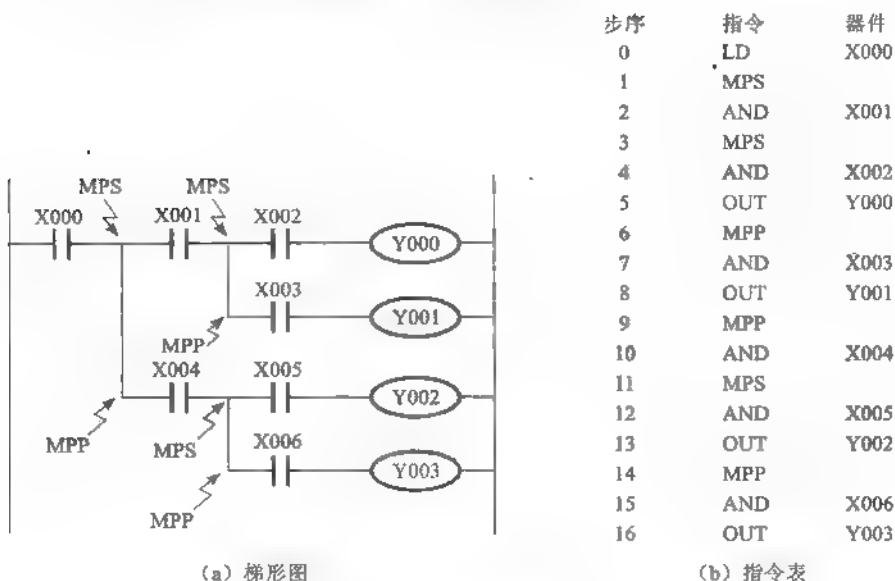 MPS MPS
X000 X001 X002
Y000
X003
Y001
MPP
X004 X005
Y002
MPP MPS X006
Y003
MPP
(a) 梯形图
步序 指令 器件
0 LD X000
1 MPS
2 AND X001
3 MPS
4 AND X002
5 OUT Y000
6 MPP
7 AND X003
8 OUT Y001
9 MPP
10 AND X004
11 MPS
12 AND X005
13 OUT Y002
14 MPP
15 AND X006
16 OUT Y003
(b) 指令表